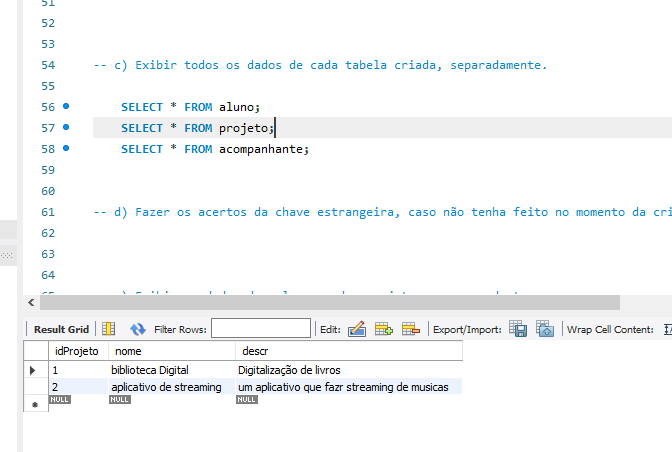 51
52
53
54 -- c) Exibir todos os dados de cada tabela criada, separadamente.
55
56 SELECT * FROM aluno;
57 SELECT * FROM projeto;
58 SELECT * FROM acompanhante;
59
60
61 -- d) Fazer os acertos da chave estrangeira, caso não tenha feito no momento da cri
62
63
64
Result Grid Filter Rows: Edit: Export/Import: Wrap Cell Content:
idProjeto nome descr
1 biblioteca Digital Digitalização de livros
2 aplicativo de streaming um aplicativo que fazr streaming de musicas
NULL NULL NULL